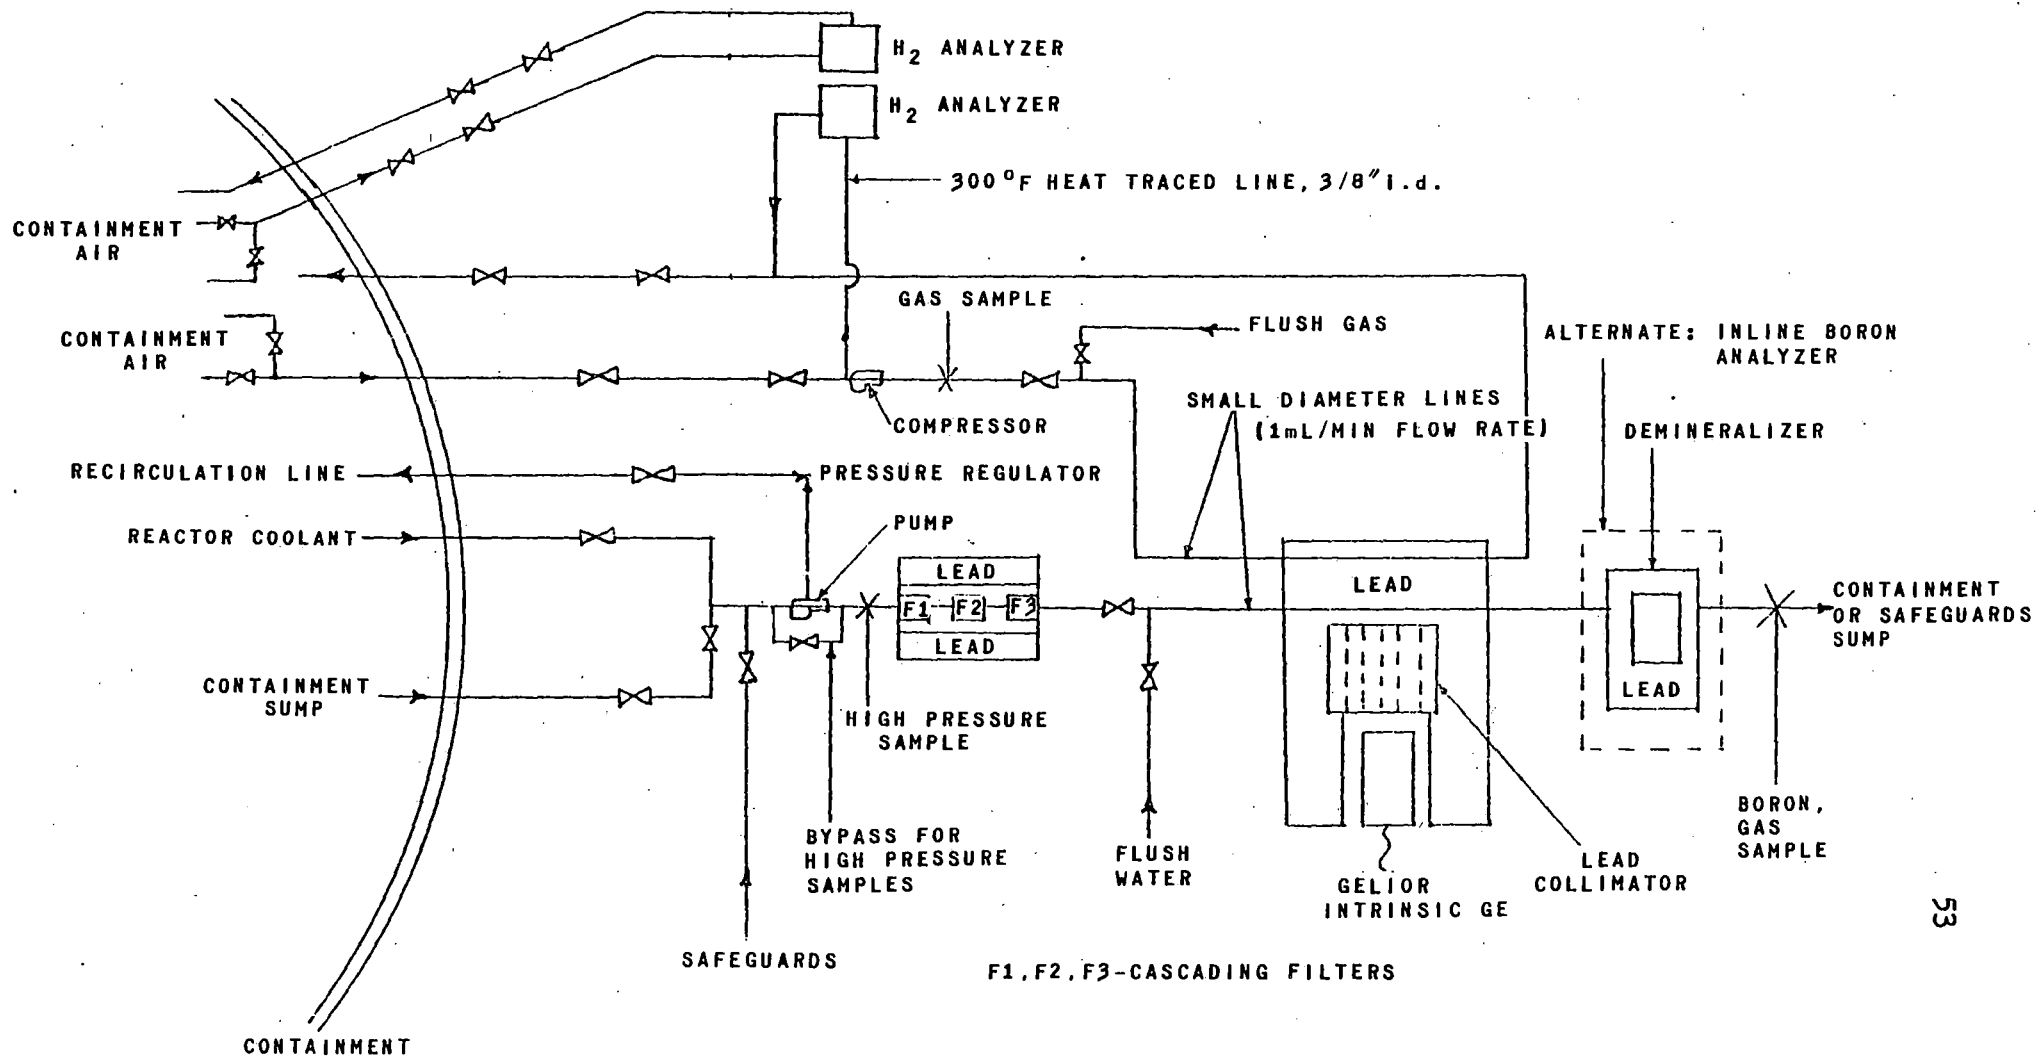 H2 ANALYZER
H2 ANALYZER
300°F HEAT TRACED LINE, 3/8" i.d.
CONTAINMENT
AIR
GAS SAMPLE
FLUSH GAS
CONTAINMENT
AIR
ALTERNATE: INLINE BORON
ANALYZER
COMPRESSOR
SMALL DIAMETER LINES
(1mL/MIN FLOW RATE)
DEMINERALIZER
RECIRCULATION LINE
PRESSURE REGULATOR
REACTOR COOLANT
PUMP
LEAD
F1
F2
F3
LEAD
LEAD
CONTAINMENT
OR SAFEGUARDS
SUMP
LEAD
CONTAINMENT
SUMP
HIGH PRESSURE
SAMPLE
BYPASS FOR
HIGH PRESSURE
SAMPLES
FLUSH
WATER
GELIOR
INTRINSIC GE
LEAD
COLLIMATOR
BORON,
GAS
SAMPLE
SAFEGUARDS
F1,F2,F3-CASCADING FILTERS
CONTAINMENT
53